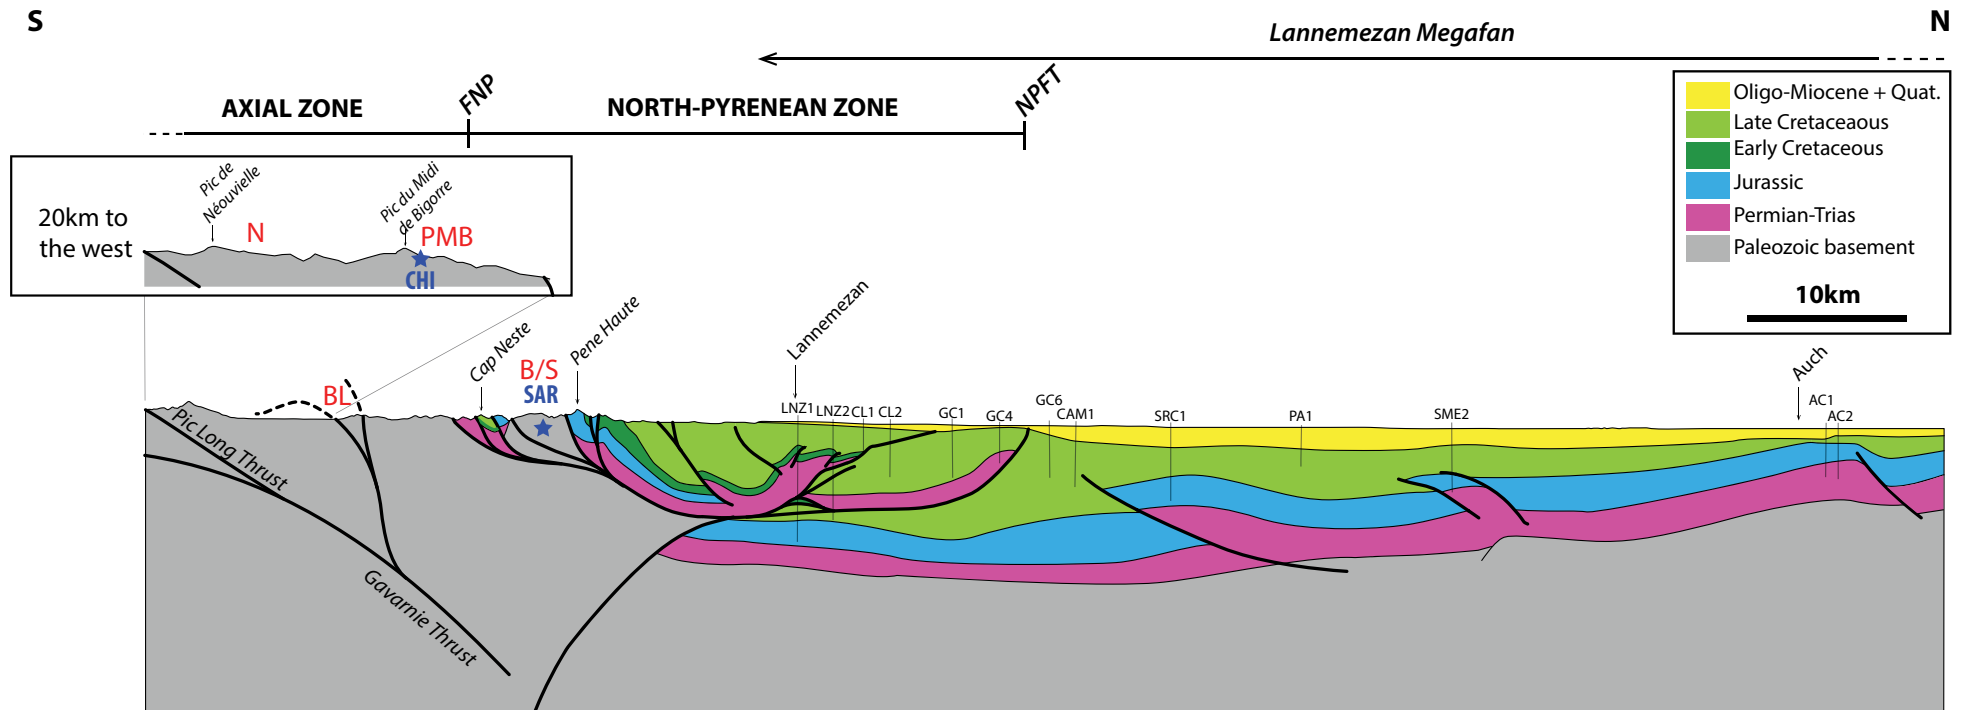 S
N
Lannemezan Megafan
AXIAL ZONE
FNP
NORTH-PYRENEAN ZONE
NPFT
Oligo-Miocene + Quat.
Late Cretaceaous
Early Cretaceous
Jurassic
Permian-Trias
Paleozoic basement
10km
20km to
the west
Pic de
Néouvielle
N
Pic du Midi
de Bigorre
PMB
CHI
BL
Cap Neste
B/S
SAR
Pene Haute
Lannemezan
Auch
LNZ1
LNZ2
CL1
CL2
GC1
GC4
GC6
CAM1
SRC1
PA1
SME2
AC1
AC2
Pic Long Thrust
Gavarnie Thrust